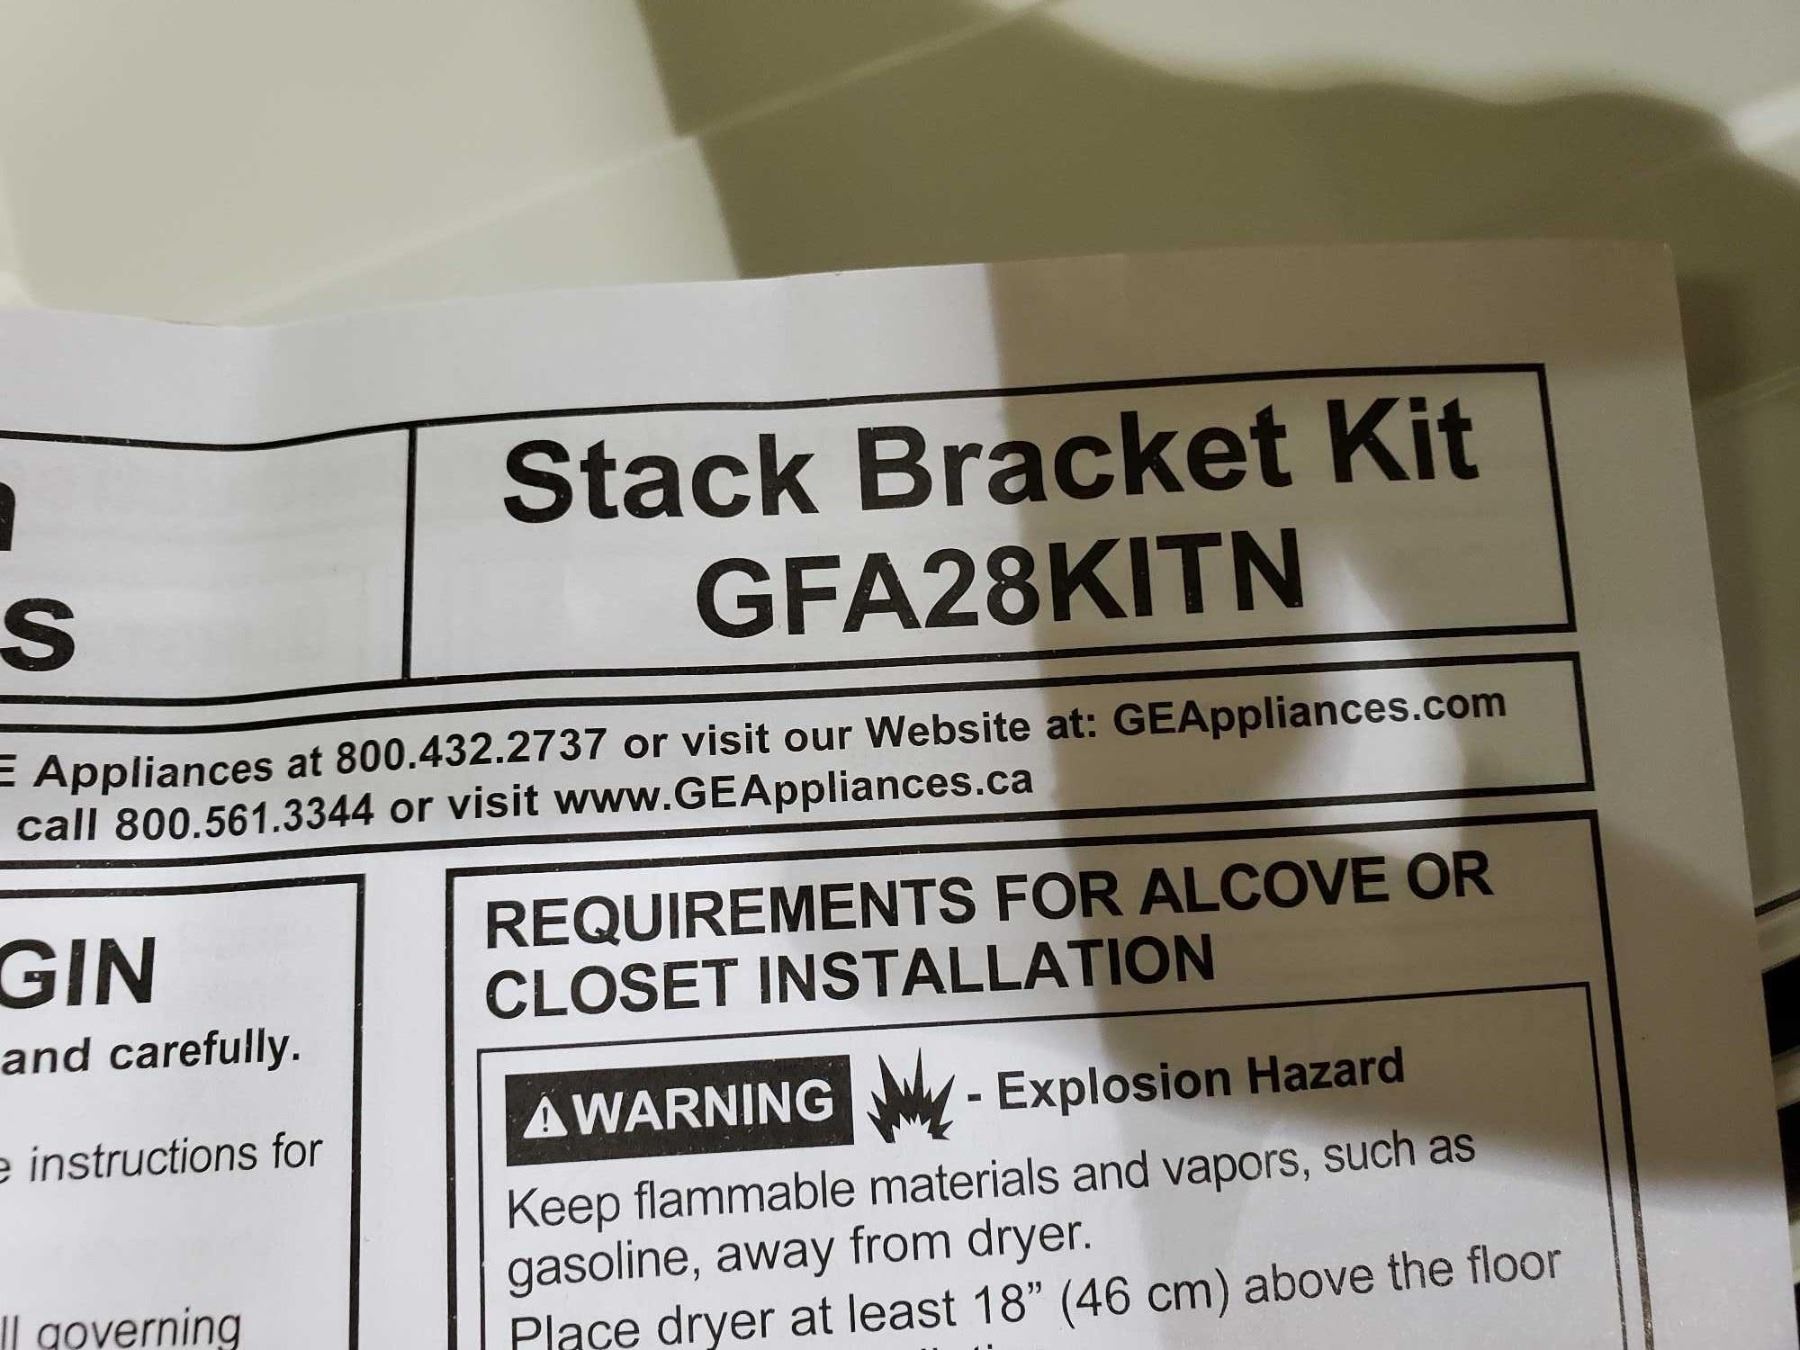 s
Stack Bracket Kit
GFA28KITN
Appliances at 800.432.2737 or visit our Website at: GEAppliances.com
call 800.561.3344 or visit www.GEAppliances.ca
GIN
and carefully.
instructions for
governing
REQUIREMENTS FOR ALCOVE OR
CLOSET INSTALLATION
⚠WARNING - Explosion Hazard
Keep flammable materials and vapors, such as
gasoline, away from dryer.
Place dryer at least 18” (46 cm) above the floor